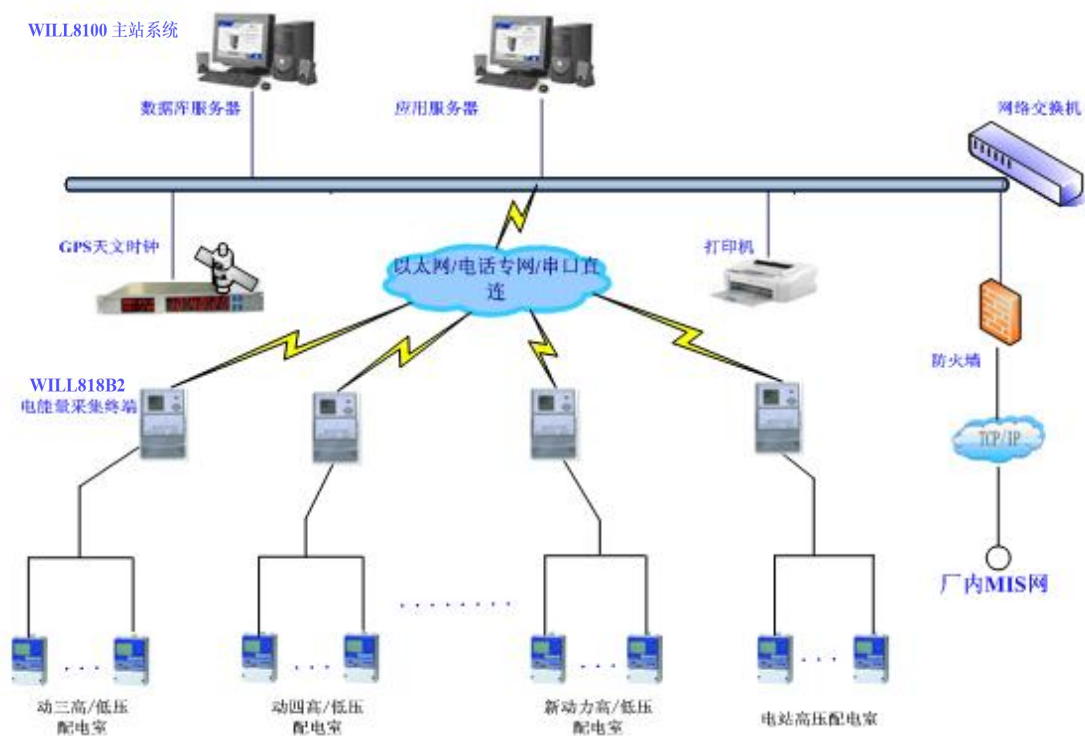 WILL8100 主站系统
数据库服务器
应用服务器
网络交换机
GPS天文时钟
以太网/电话专网/串口直
连
打印机
防火墙
WILL818B2
电能量采集终端
TCP/IP
厂内MIS网
动三高/低压
配电室
动四高/低压
配电室
新动力高/低压
配电室
电站高压配电室